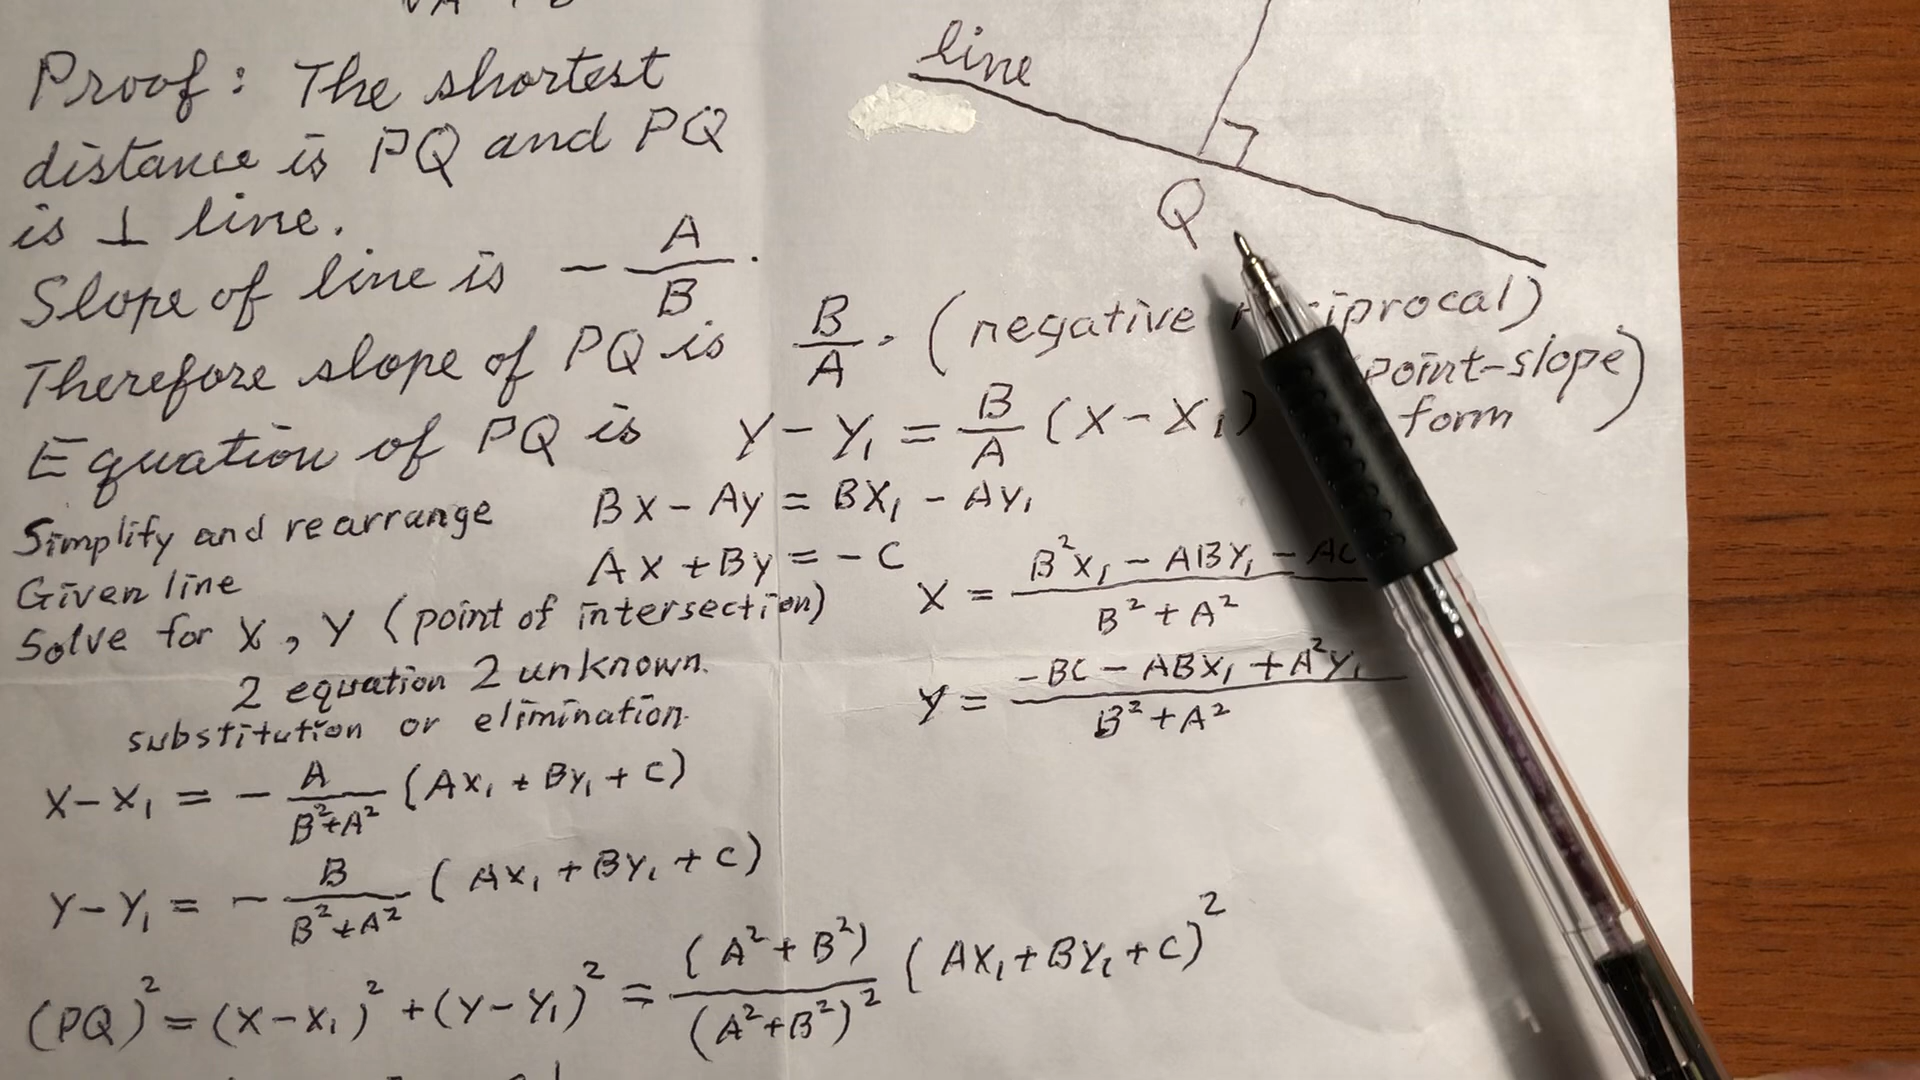 line
Proof: The shortest
distance is PQ and PQ
is ⊥ line.
Q
Slope of line is - A/B.
Therefore slope of PQ is B/A. (negative
Equation of PQ is Y - Y₁ = B/A (X - X₁) point-slope)
form
Simplify and rearrange BX - Ay = BX₁ - AY₁
Given line AX + By = - C
Solve for X, Y (point of intersection)
2 equation 2 unknown.
substitution or elimination.
X = (B²X₁ - ABY₁ - AC)/(B² + A²)
Y = (-BC - ABX₁ + A²Y₁)/(B² + A²)
X - X₁ = - A/(B²+A²) (AX₁ + BY₁ + C)
Y - Y₁ = - B/(B²+A²) (AX₁ + BY₁ + C)
(PQ)² = (X - X₁)² + (Y - Y₁)² = (A² + B²)/(A²+B²)² (AX₁ + BY₁ + C)²